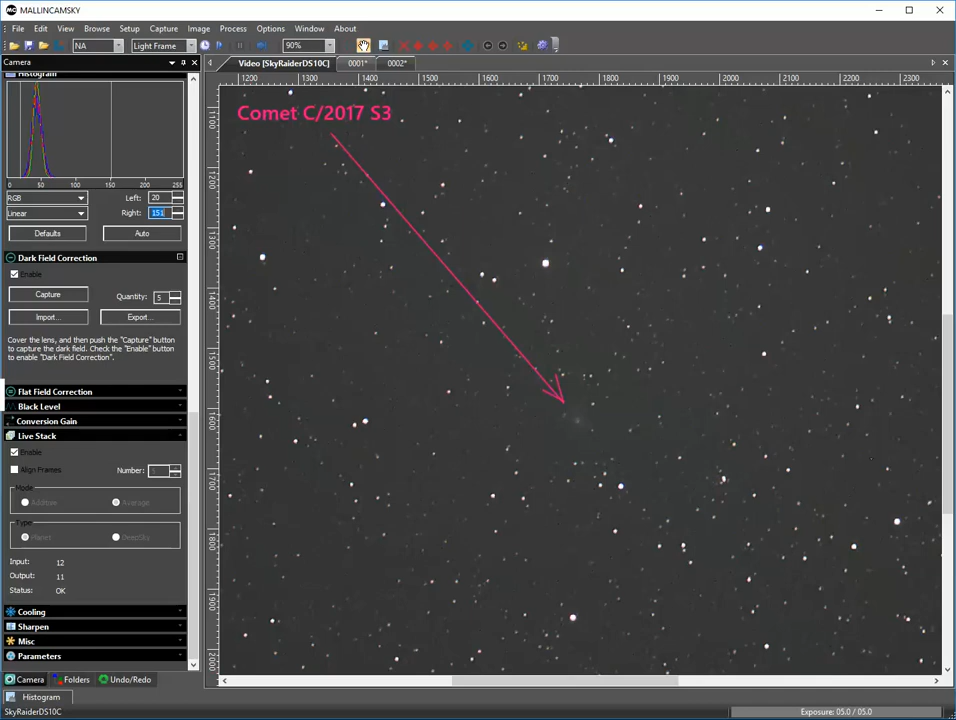 MALLINCAMSKY
File Edit View Browse Setup Capture Image Process Options Window About
NA Light Frame 90%
Camera
Video [SkyRaiderDS10C] 0001* 0002*
Histogram
1200 1300 1400 1500 1600 1700 1800 1900 2000 2100 2200 2300
1100
1200
1300
1400
1500
1600
1700
1800
1900
2000
Comet C/2017 S3
0 50 100 150 200 255
RGB Left: 20
Linear Right: 151
Defaults Auto
Dark Field Correction
Enable
Capture Quantity: 5
Import... Export...
Cover the lens, and then push the "Capture" button
to capture the dark field. Check the "Enable" button
to enable "Dark Field Correction".
Flat Field Correction
Black Level
Conversion Gain
Live Stack
Enable
Align Frames Number:
Mode
Additive Average
Type
Planet DeepSky
Input: 12
Output: 11
Status: OK
Cooling
Sharpen
Misc
Parameters
Camera Folders Undo/Redo
Histogram
SkyRaiderDS10C Exposure: 05.0 / 05.0